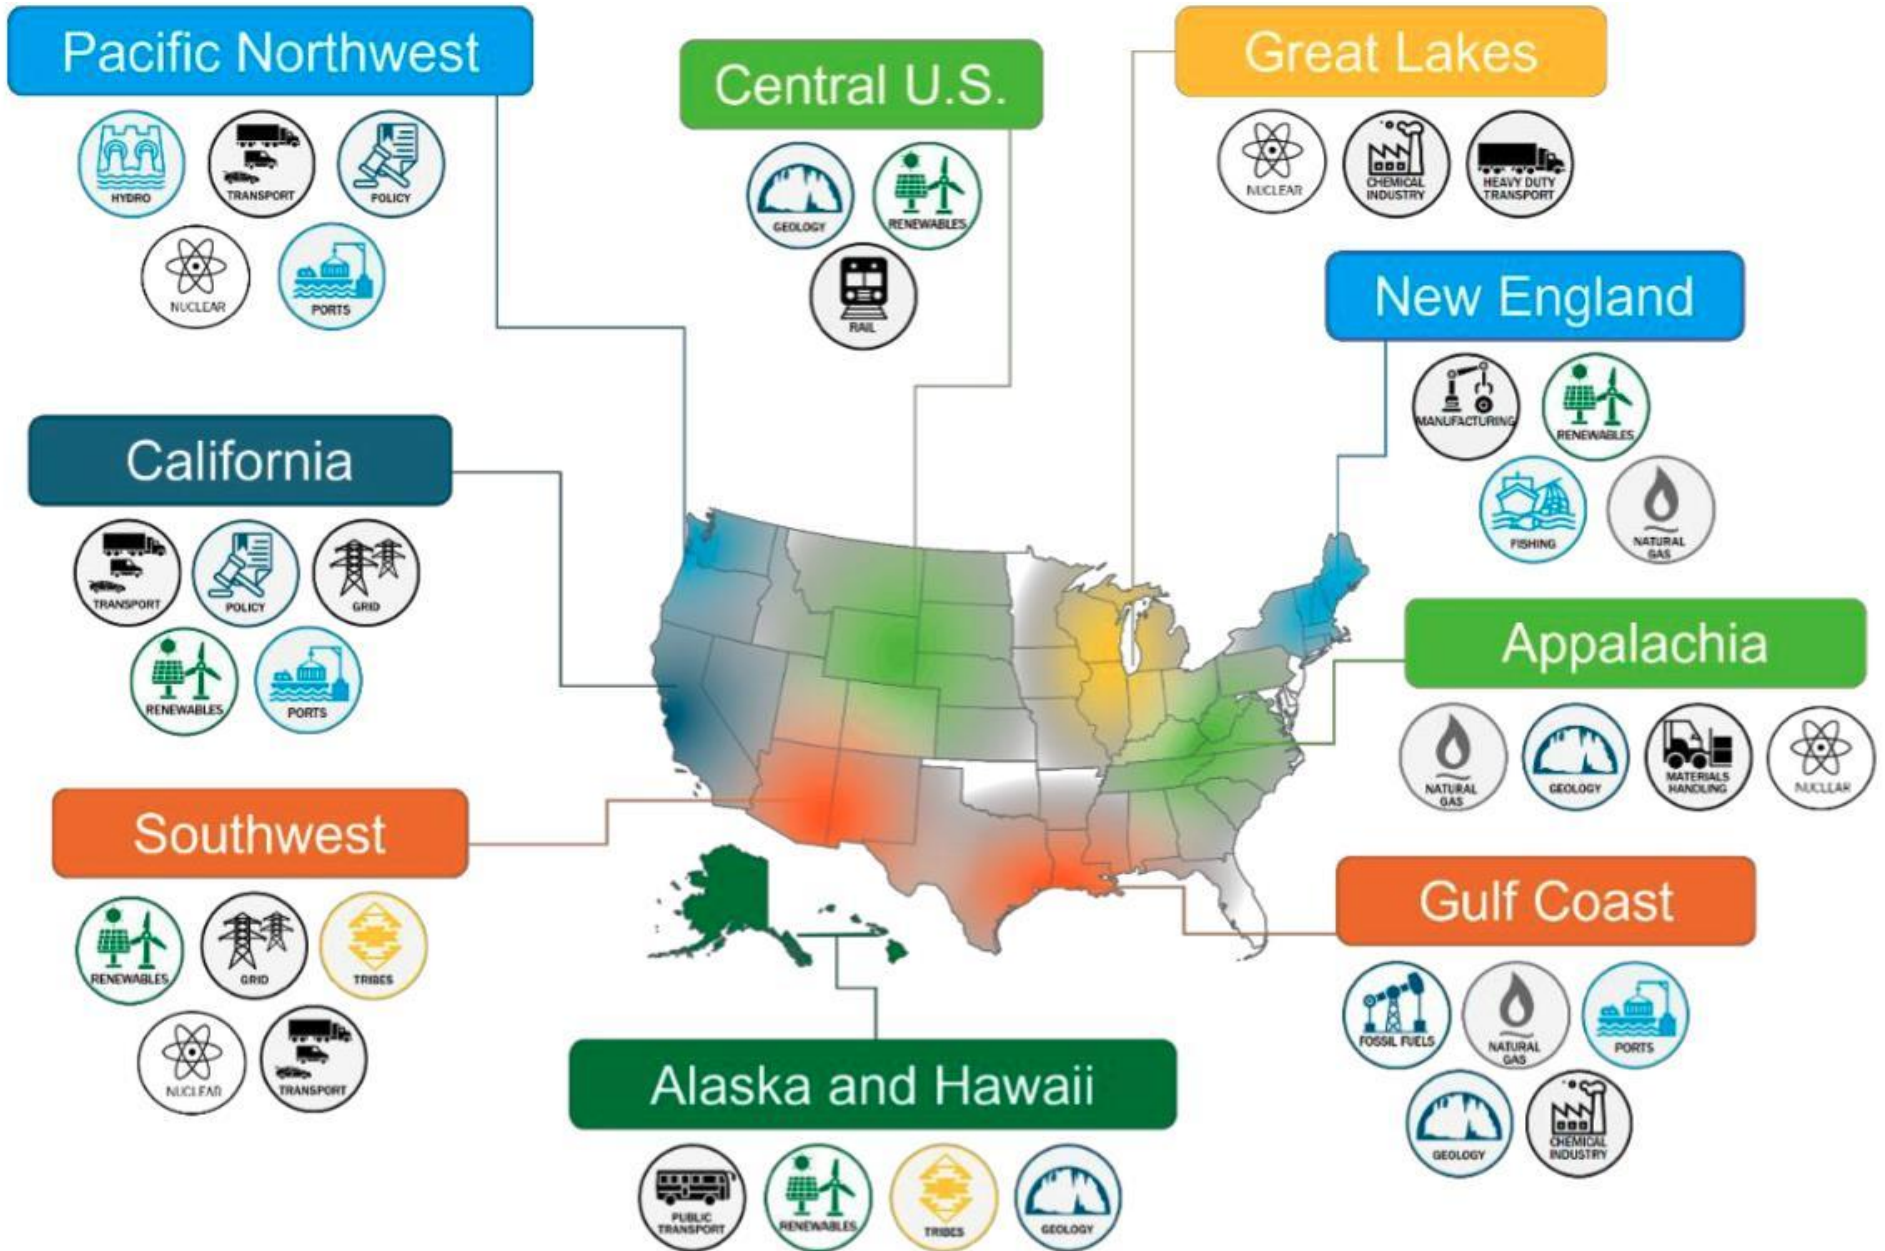 Pacific Northwest
HYDRO
TRANSPORT
POLICY
NUCLEAR
PORTS
Central U.S.
GEOLOGY
RENEWABLES
RAIL
Great Lakes
NUCLEAR
CHEMICAL
INDUSTRY
HEAVY DUTY
TRANSPORT
New England
MANUFACTURING
RENEWABLES
FISHING
NATURAL
GAS
California
TRANSPORT
POLICY
GRID
RENEWABLES
PORTS
Appalachia
NATURAL
GAS
GEOLOGY
MATERIALS
HANDLING
NUCLEAR
Southwest
RENEWABLES
GRID
TRIBES
NUCLEAR
TRANSPORT
Gulf Coast
FOSSIL FUELS
NATURAL
GAS
PORTS
GEOLOGY
CHEMICAL
INDUSTRY
Alaska and Hawaii
PUBLIC
TRANSPORT
RENEWABLES
TRIBES
GEOLOGY